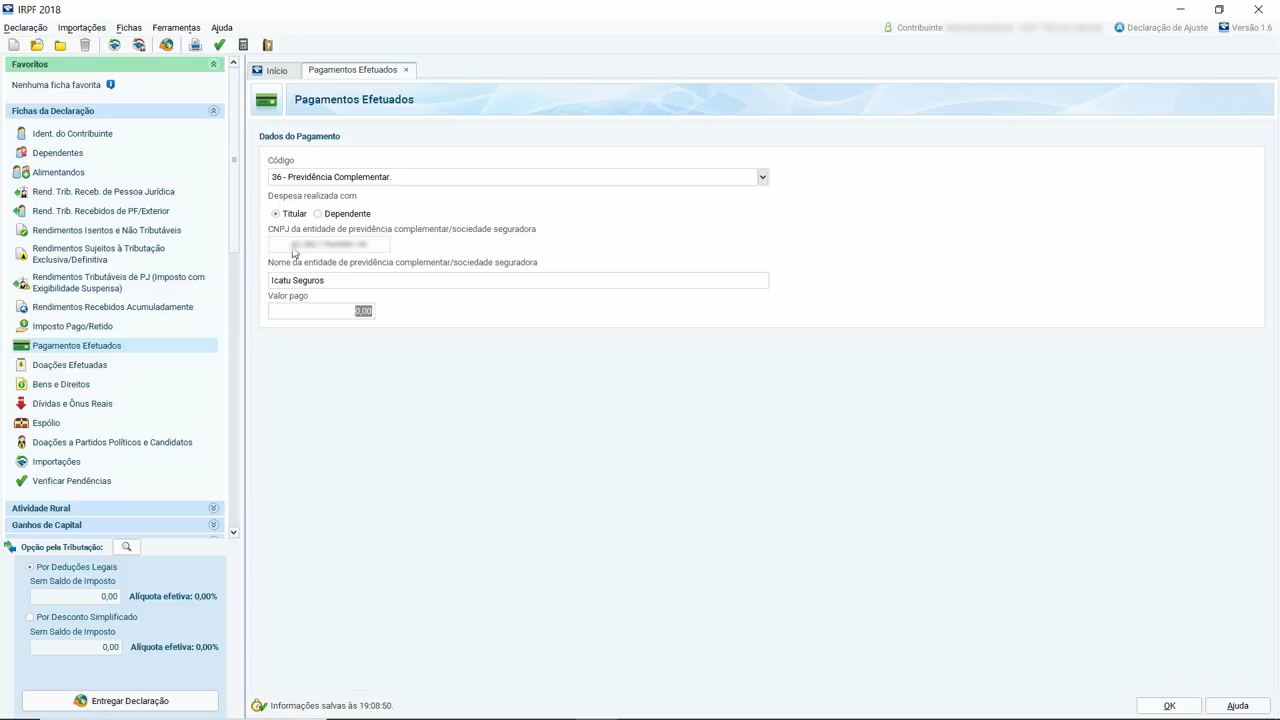 IRPF 2018
Declaração Importações Fichas Ferramentas Ajuda
Contribuinte:
Declaração de Ajuste
Versão 1.6
Favoritos
Nenhuma ficha favorita
Fichas da Declaração
Ident. do Contribuinte
Dependentes
Alimentandos
Rend. Trib. Receb. de Pessoa Jurídica
Rend. Trib. Recebidos de PF/Exterior
Rendimentos Isentos e Não Tributáveis
Rendimentos Sujeitos à Tributação
Exclusiva/Definitiva
Rendimentos Tributáveis de PJ (Imposto com
Exigibilidade Suspensa)
Rendimentos Recebidos Acumuladamente
Imposto Pago/Retido
Pagamentos Efetuados
Doações Efetuadas
Bens e Direitos
Dívidas e Ônus Reais
Espólio
Doações a Partidos Políticos e Candidatos
Importações
Verificar Pendências
Atividade Rural
Ganhos de Capital
Opção pela Tributação:
Por Deduções Legais
Sem Saldo de Imposto
0,00 Alíquota efetiva: 0,00%
Por Desconto Simplificado
Sem Saldo de Imposto
0,00 Alíquota efetiva: 0,00%
Entregar Declaração
Início
Pagamentos Efetuados
Pagamentos Efetuados
Dados do Pagamento
Código
36 - Previdência Complementar.
Despesa realizada com
Titular Dependente
CNPJ da entidade de previdência complementar/sociedade seguradora
Nome da entidade de previdência complementar/sociedade seguradora
Icatu Seguros
Valor pago
0,00
Informações salvas às 19:08:50.
OK
Ajuda